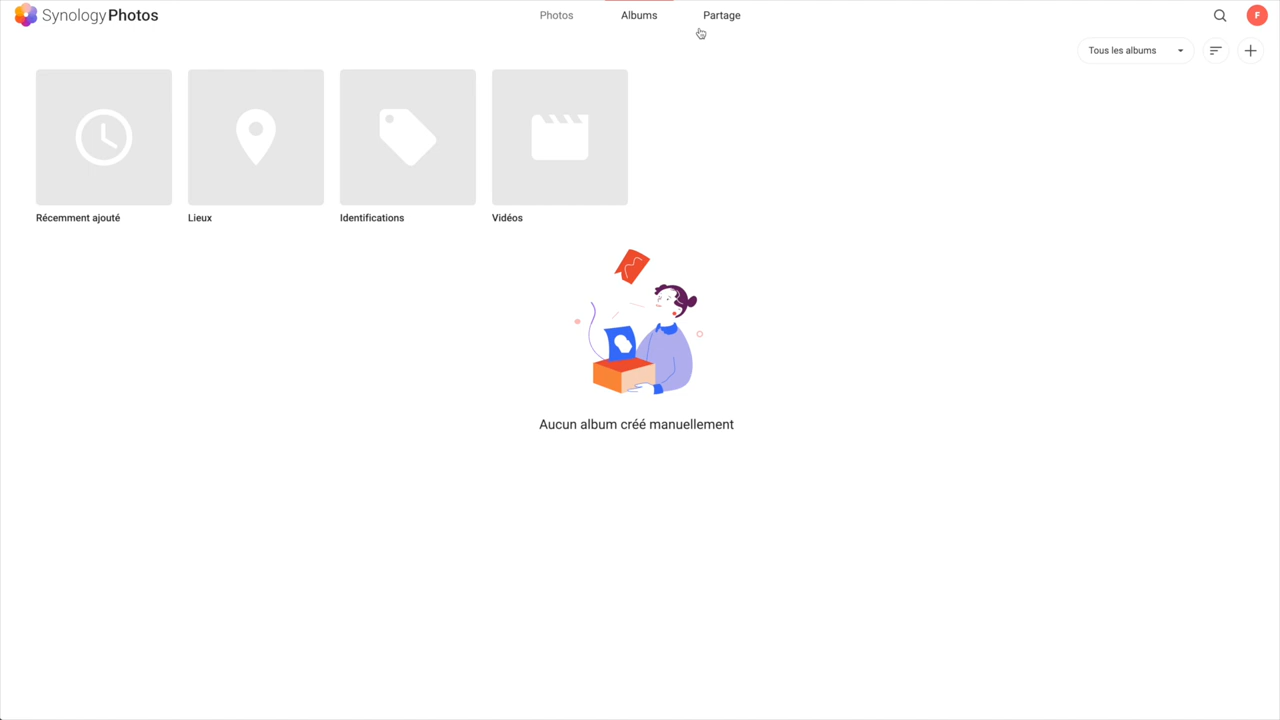 Synology Photos
Photos
Albums
Partage
F
Tous les albums
Récemment ajouté
Lieux
Identifications
Vidéos
Aucun album créé manuellement